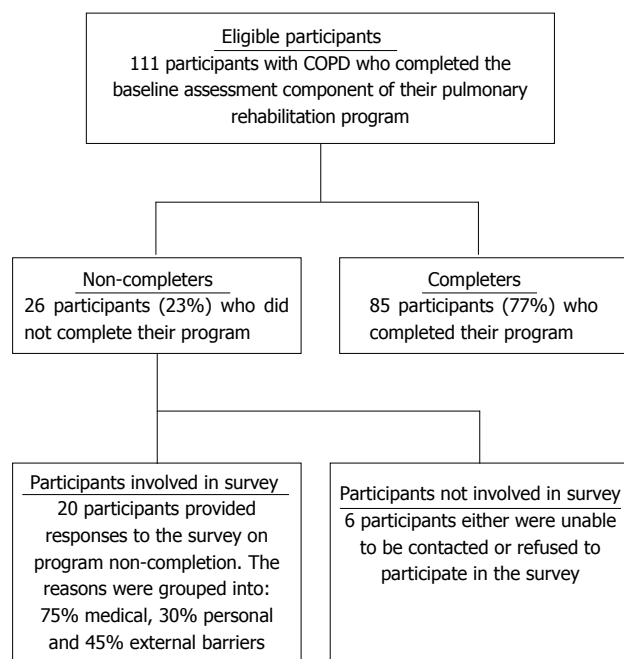 Eligible participants
111 participants with COPD who completed the
baseline assessment component of their pulmonary
rehabilitation program
Non-completers
26 participants (23%) who did
not complete their program
Completers
85 participants (77%) who
completed their program
Participants involved in survey
20 participants provided
responses to the survey on
program non-completion. The
reasons were grouped into:
75% medical, 30% personal
and 45% external barriers
Participants not involved in survey
6 participants either were unable
to be contacted or refused to
participate in the survey